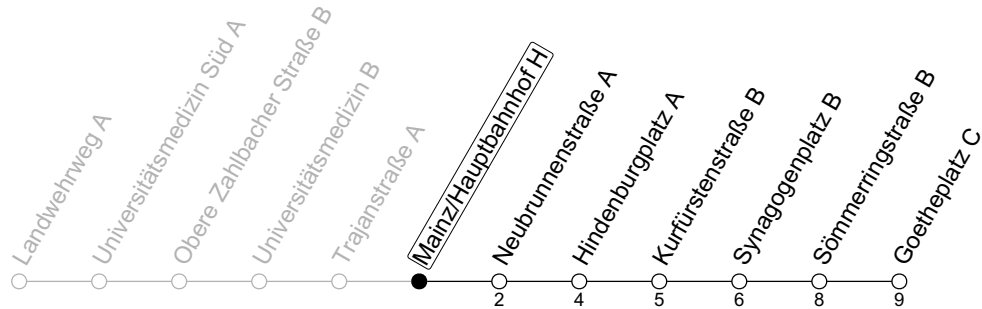 Landwehrweg A
Universitätsmedizin Süd A
Obere Zahlbacher Straße B
Universitätsmedizin B
Trajanstraße A
Mainz/Hauptbahnhof H
Neubrunnenstraße A
Hindenburgplatz A
Kurfürstenstraße B
Synagogenplatz B
Sömmerringstraße B
Goetheplatz C
2 4 5 6 8 9